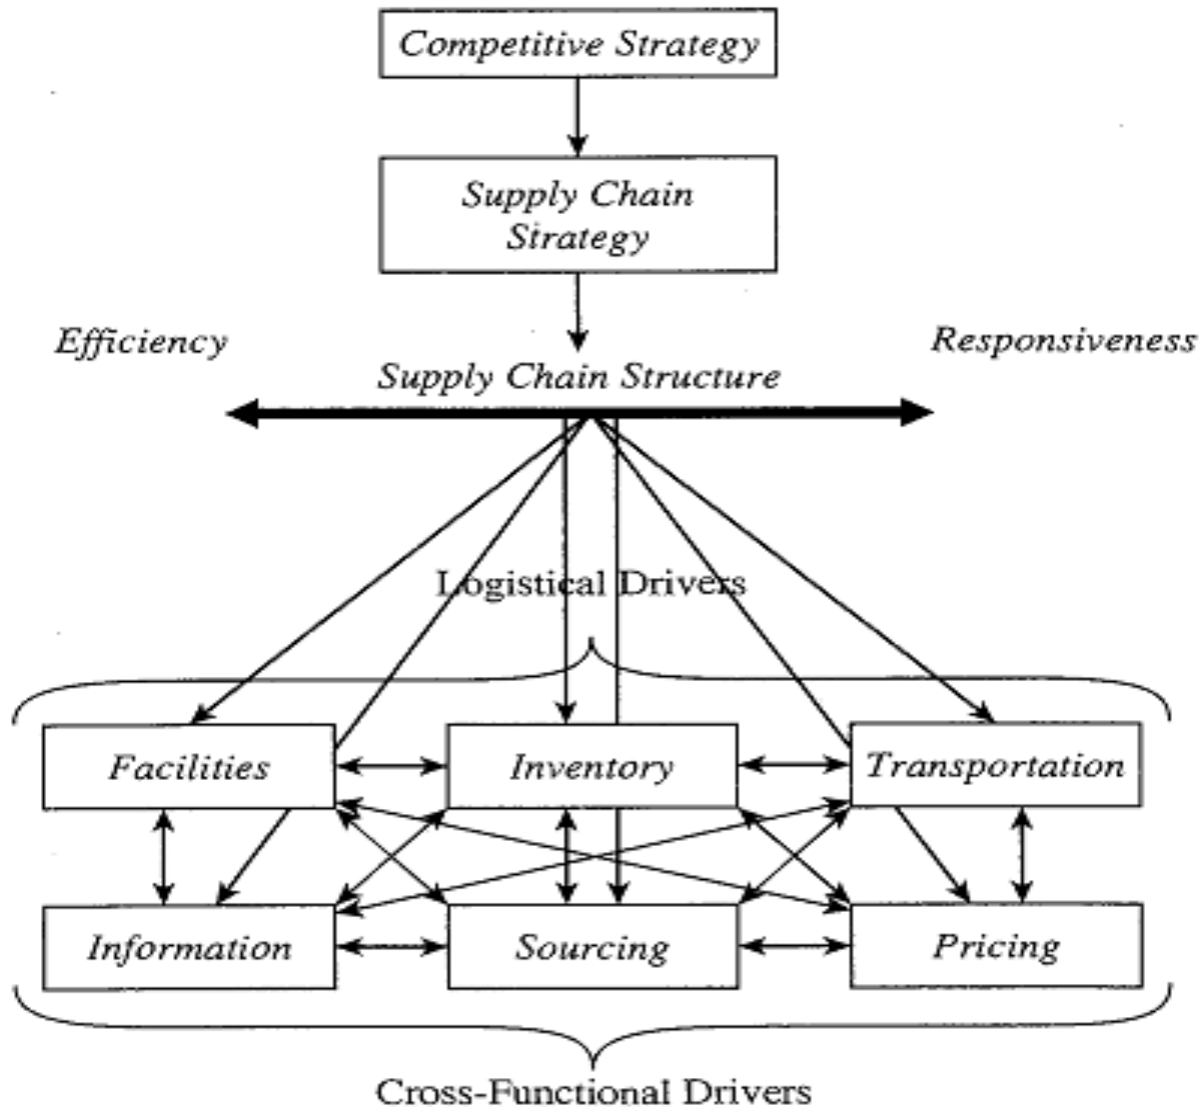 Competitive Strategy
Supply Chain
Strategy
Efficiency
Responsiveness
Supply Chain Structure
Logistical Drivers
Facilities
Inventory
Transportation
Information
Sourcing
Pricing
Cross-Functional Drivers